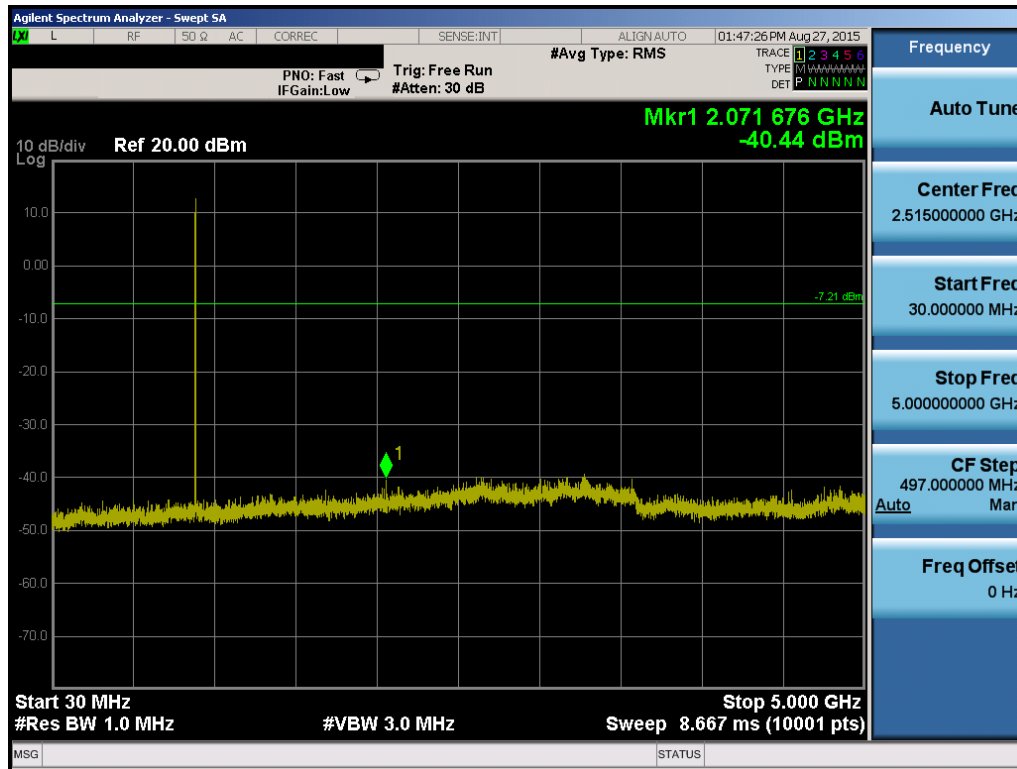 Agilent Spectrum Analyzer - Swept SA
LXI L RF 50 Ω AC CORREC SENSE:INT ALIGN AUTO 01:47:26 PM Aug 27, 2015
PNO: Fast
IFGain:Low
Trig: Free Run
#Atten: 30 dB
#Avg Type: RMS
TRACE 1 2 3 4 5 6
TYPE M W W W W W
DET P N N N N N
Mkr1 2.071 676 GHz
-40.44 dBm
10 dB/div
Log
Ref 20.00 dBm
10.0
0.00
-10.0
-20.0
-30.0
-40.0
-50.0
-60.0
-70.0
-7.21 dBm
1
Start 30 MHz
#Res BW 1.0 MHz
#VBW 3.0 MHz
Stop 5.000 GHz
Sweep 8.667 ms (10001 pts)
MSG
STATUS
Frequency
Auto Tune
Center Freq
2.515000000 GHz
Start Freq
30.000000 MHz
Stop Freq
5.000000000 GHz
CF Step
497.000000 MHz
Auto Man
Freq Offset
0 Hz